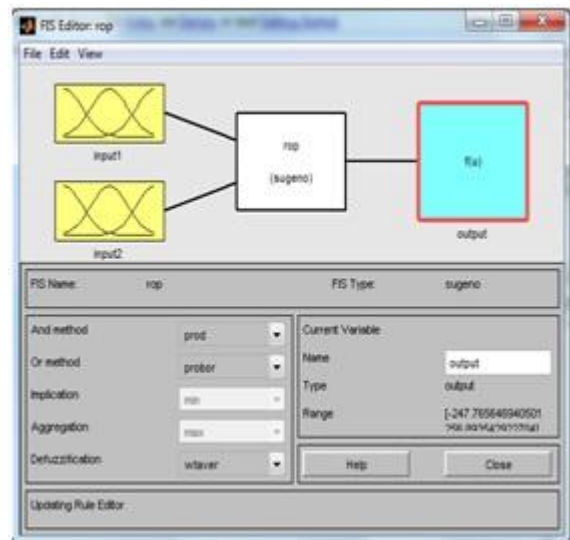 FIS Editor: rop
File Edit View
input1
rop
(sugeno)
f(u)
input2
output
FIS Name: rop FIS Type: sugeno
And method prod
Or method probor
Implication min
Aggregation max
Defuzzification wtaver
Current Variable
Name output
Type output
Range [-247.765646940501
Help Close
Updating Rule Editor